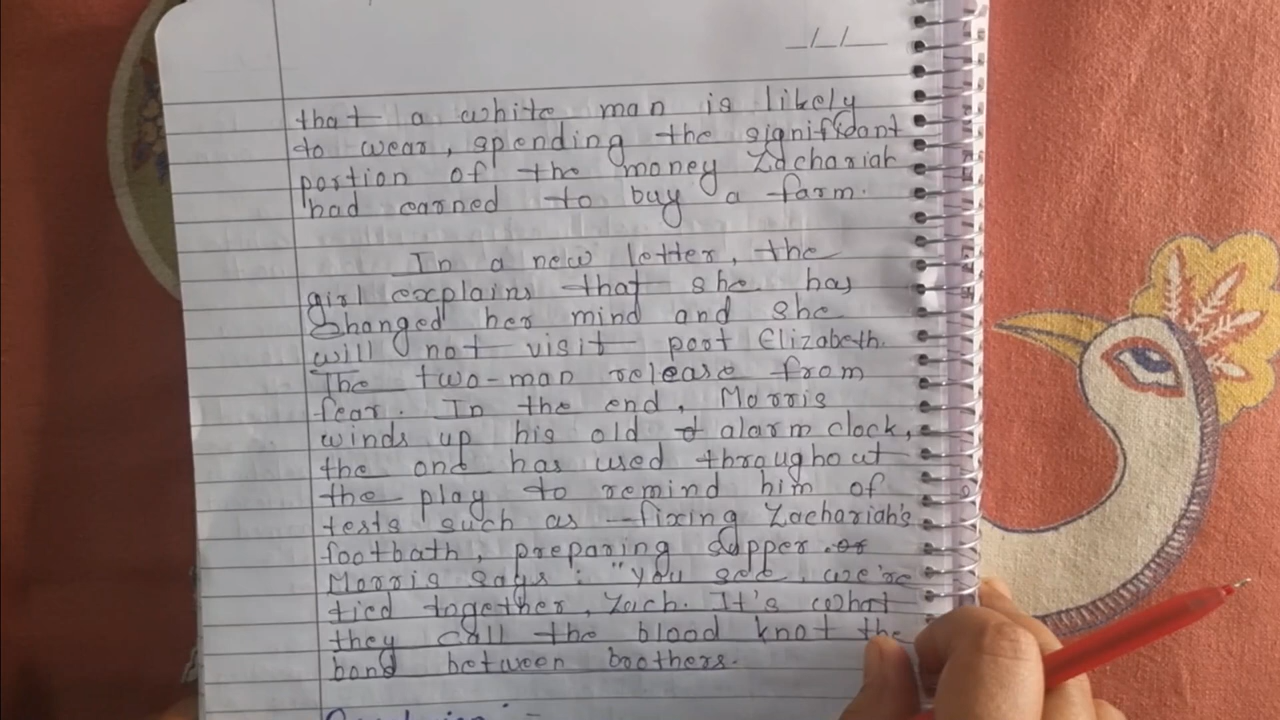 that a white man is likely
to wear, spending the significant
portion of the money Zachariah
had earned to buy a farm.
In a new letter, the
girl explains that she has
changed her mind and she
will not visit poot Elizabeth.
The two-man release from
fear. In the end, Morris
winds up his old alarm clock,
the one has used throughout
the play to remind him of
tests such as fixing Zachariah's
footbath, preparing supper.
Morris says: "You see, we're
tied together, Zach. It's what
they call the blood knot the
bond between brothers.